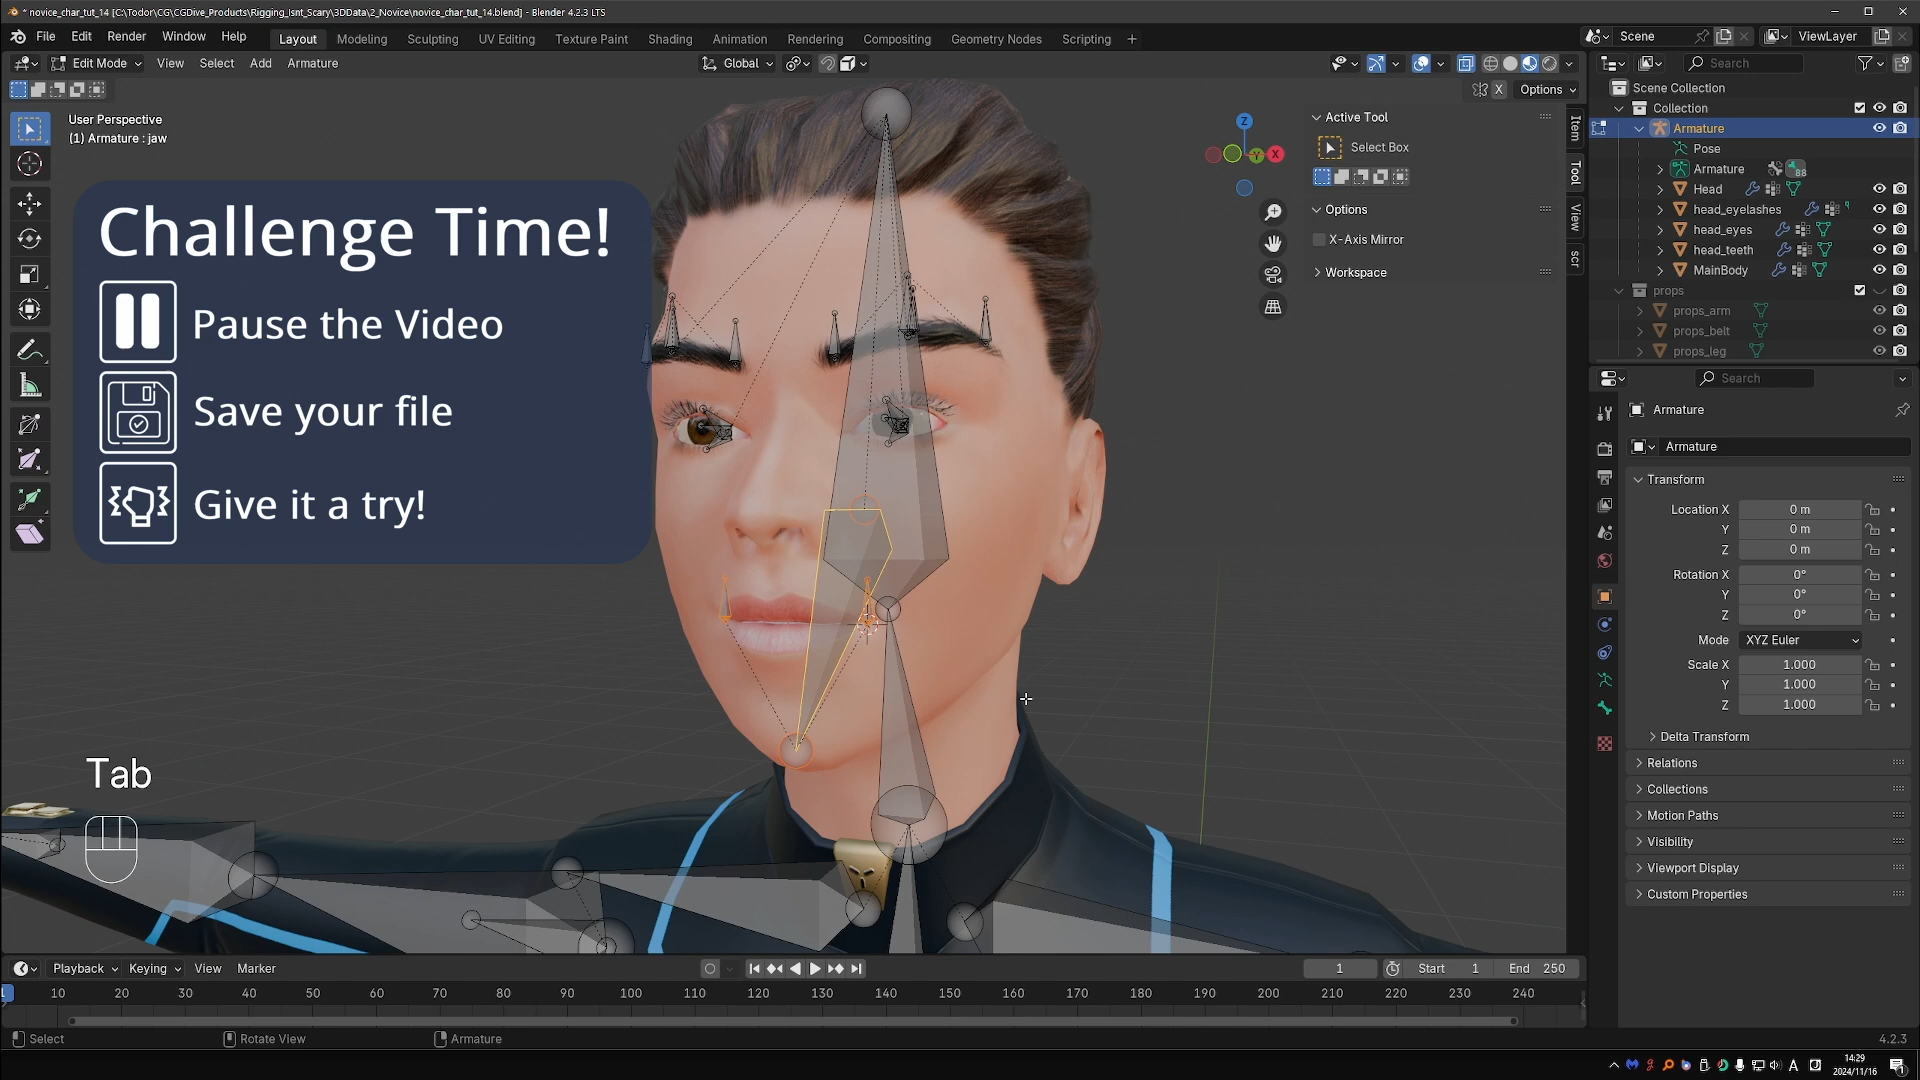 * novice_char_tut_14 [C:\Todor\CG\CGDive_Products\Rigging_Isnt_Scary\3DData\2_Novice\novice_char_tut_14.blend] - Blender 4.2.3 LTS
File Edit Render Window Help Layout Modeling Sculpting UV Editing Texture Paint Shading Animation Rendering Compositing Geometry Nodes Scripting +
Scene ViewLayer
Edit Mode View Select Add Armature Global
Search
X Options
User Perspective
(1) Armature : jaw
Challenge Time!
Pause the Video
Save your file
Give it a try!
Tab
Z
Y
X
Active Tool
Select Box
Options
X-Axis Mirror
Workspace
Item
Tool
View
scr
Scene Collection
Collection
Armature
Pose
Armature 88
Head
head_eyelashes
head_eyes
head_teeth
MainBody
props
props_arm
props_belt
props_leg
Search
Armature
Armature
Transform
Location X 0 m
Y 0 m
Z 0 m
Rotation X 0°
Y 0°
Z 0°
Mode XYZ Euler
Scale X 1.000
Y 1.000
Z 1.000
Delta Transform
Relations
Collections
Motion Paths
Visibility
Viewport Display
Custom Properties
Playback Keying View Marker
1 Start 1 End 250
1 10 20 30 40 50 60 70 80 90 100 110 120 130 140 150 160 170 180 190 200 210 220 230 240
Select Rotate View Armature 4.2.3
A
14:29
2024/11/16
1